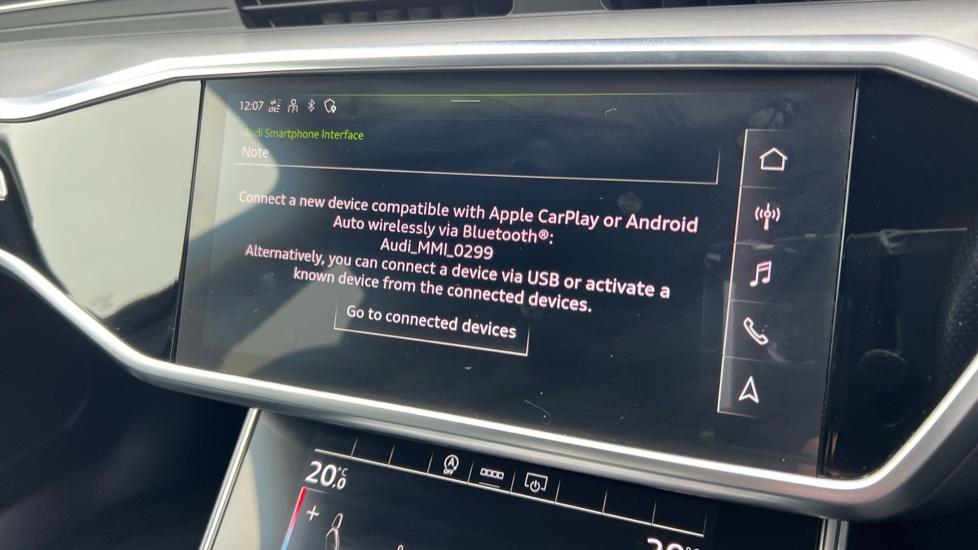 12:07 LTE
Audi Smartphone Interface
Note
Connect a new device compatible with Apple CarPlay or Android
Auto wirelessly via Bluetooth®:
Audi_MMI_0299
Alternatively, you can connect a device via USB or activate a
known device from the connected devices.
Go to connected devices
A
OFF
20.0°C
+